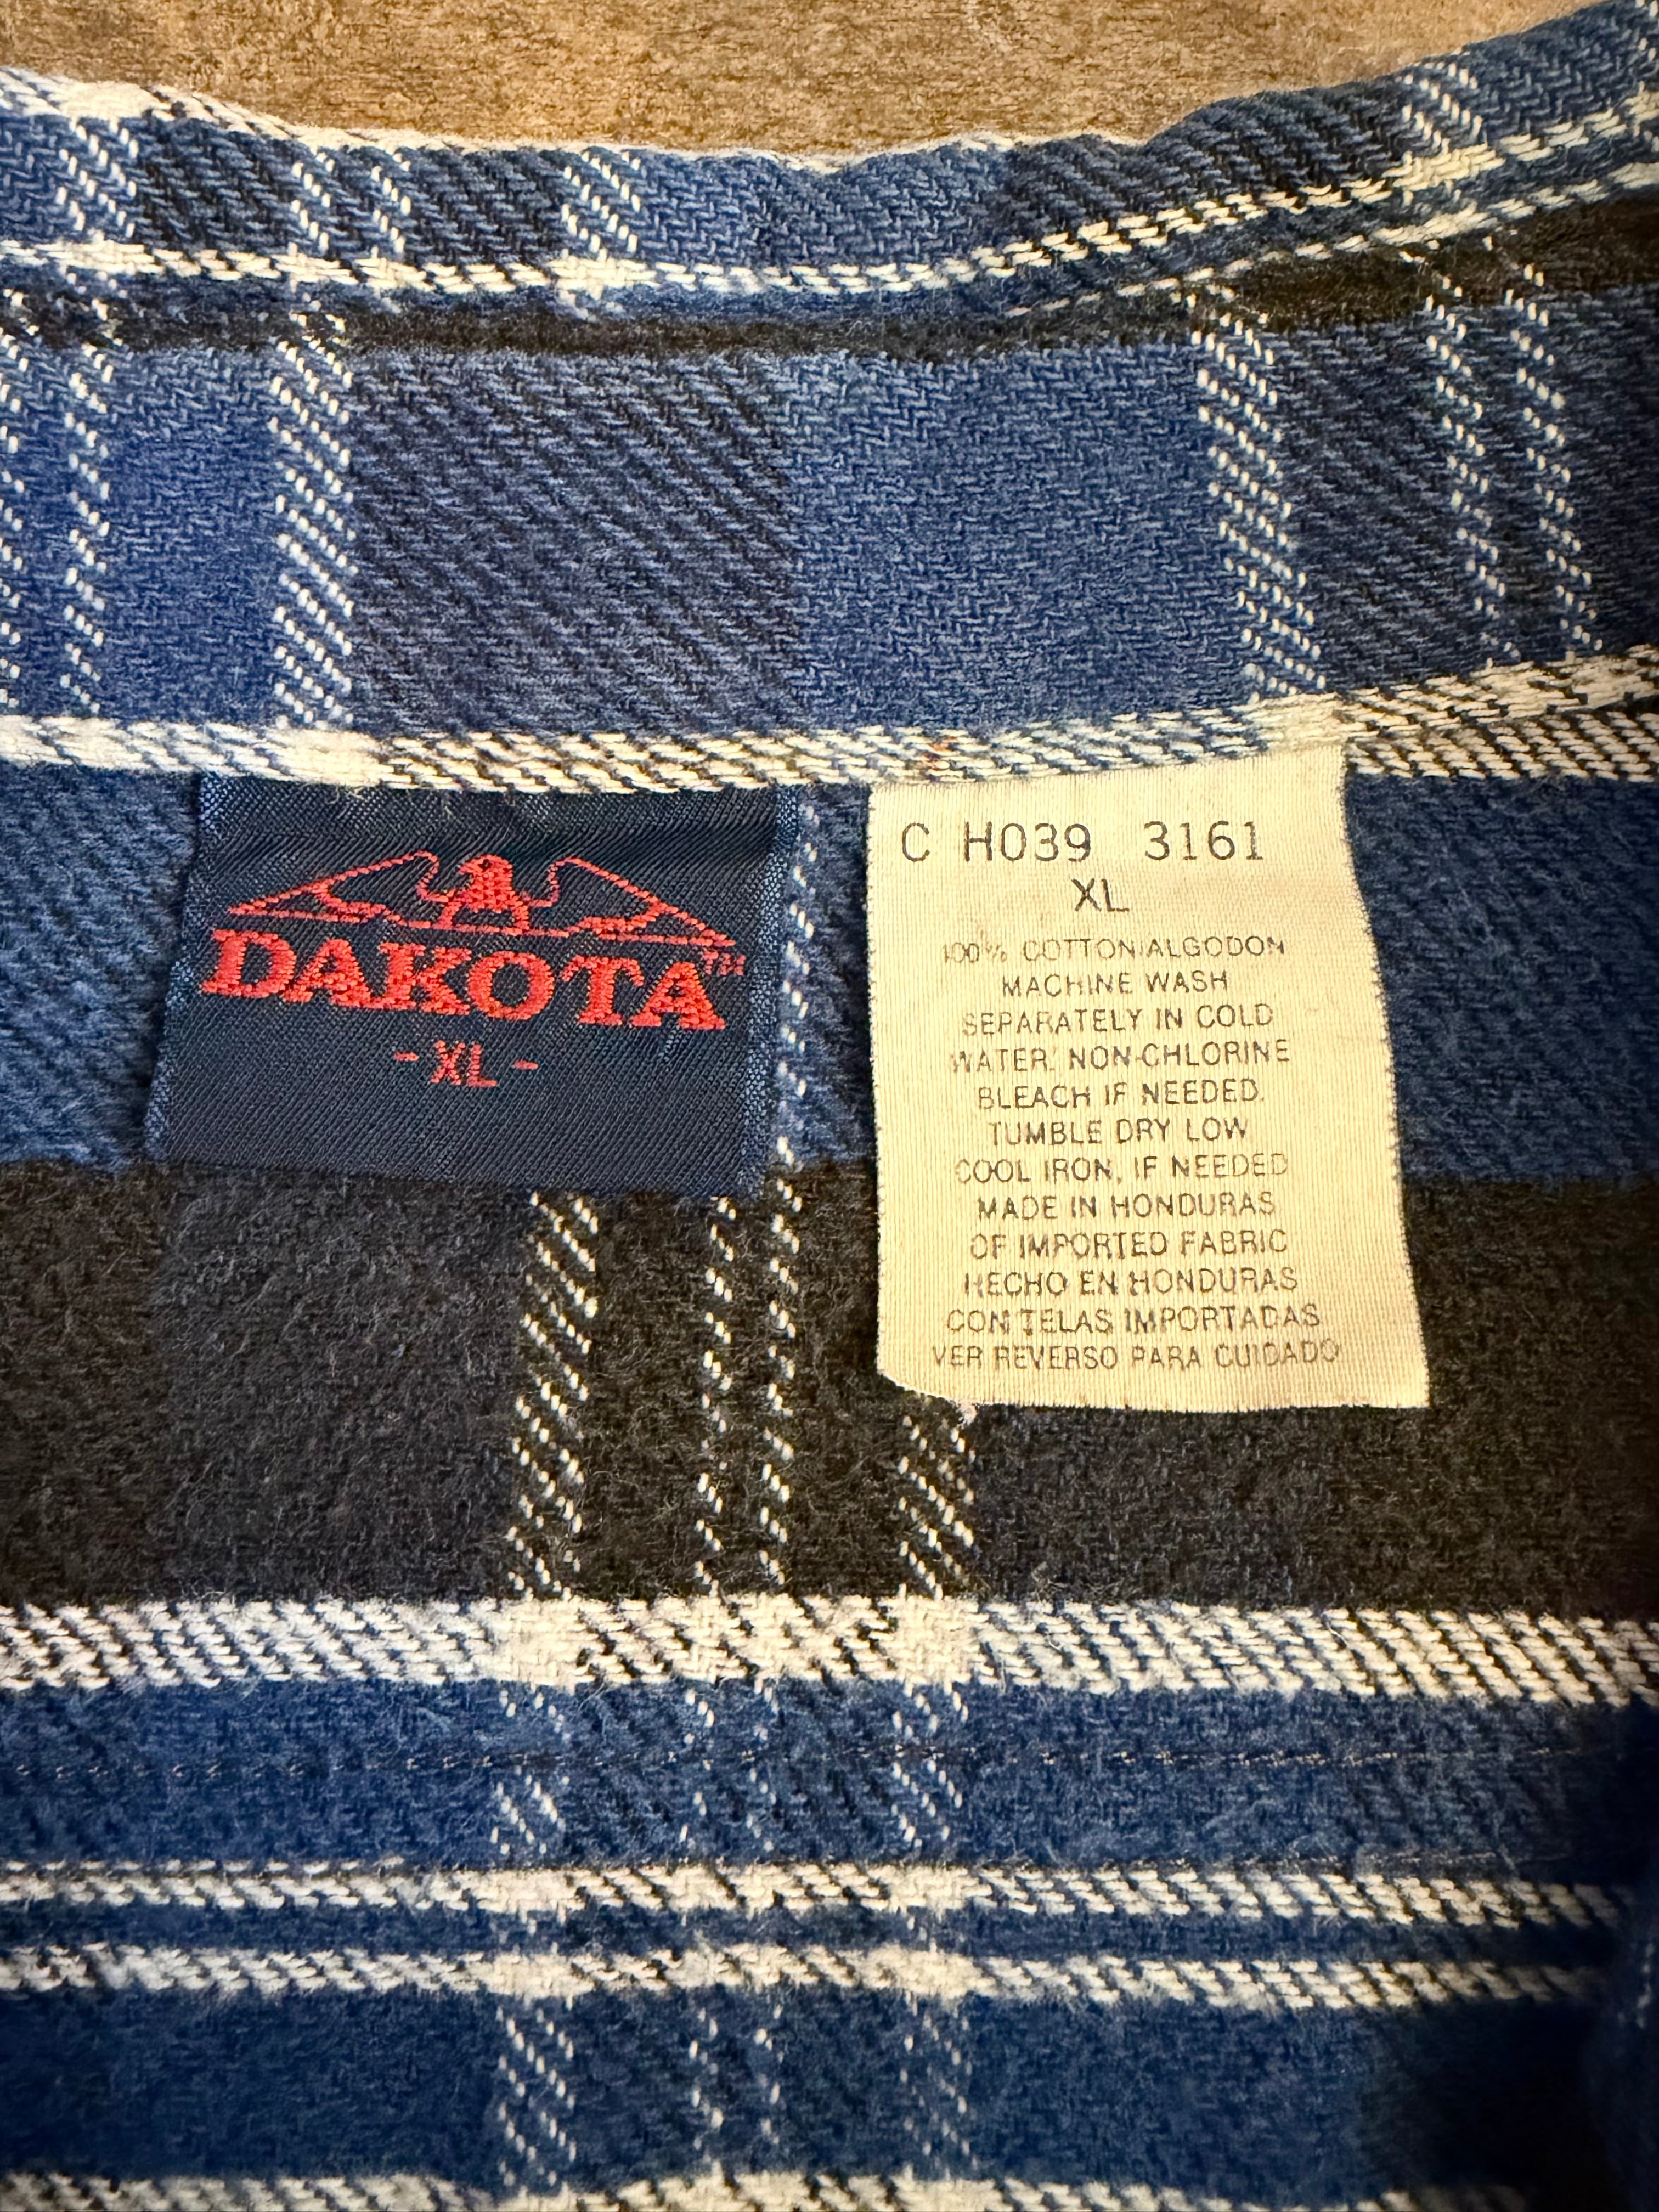 DAKOTA™
- XL -
C H039 3161
XL
100% COTTON/ALGODON
MACHINE WASH
SEPARATELY IN COLD
WATER. NON-CHLORINE
BLEACH IF NEEDED.
TUMBLE DRY LOW
COOL IRON, IF NEEDED
MADE IN HONDURAS
OF IMPORTED FABRIC
HECHO EN HONDURAS
CON TELAS IMPORTADAS
VER REVERSO PARA CUIDADO